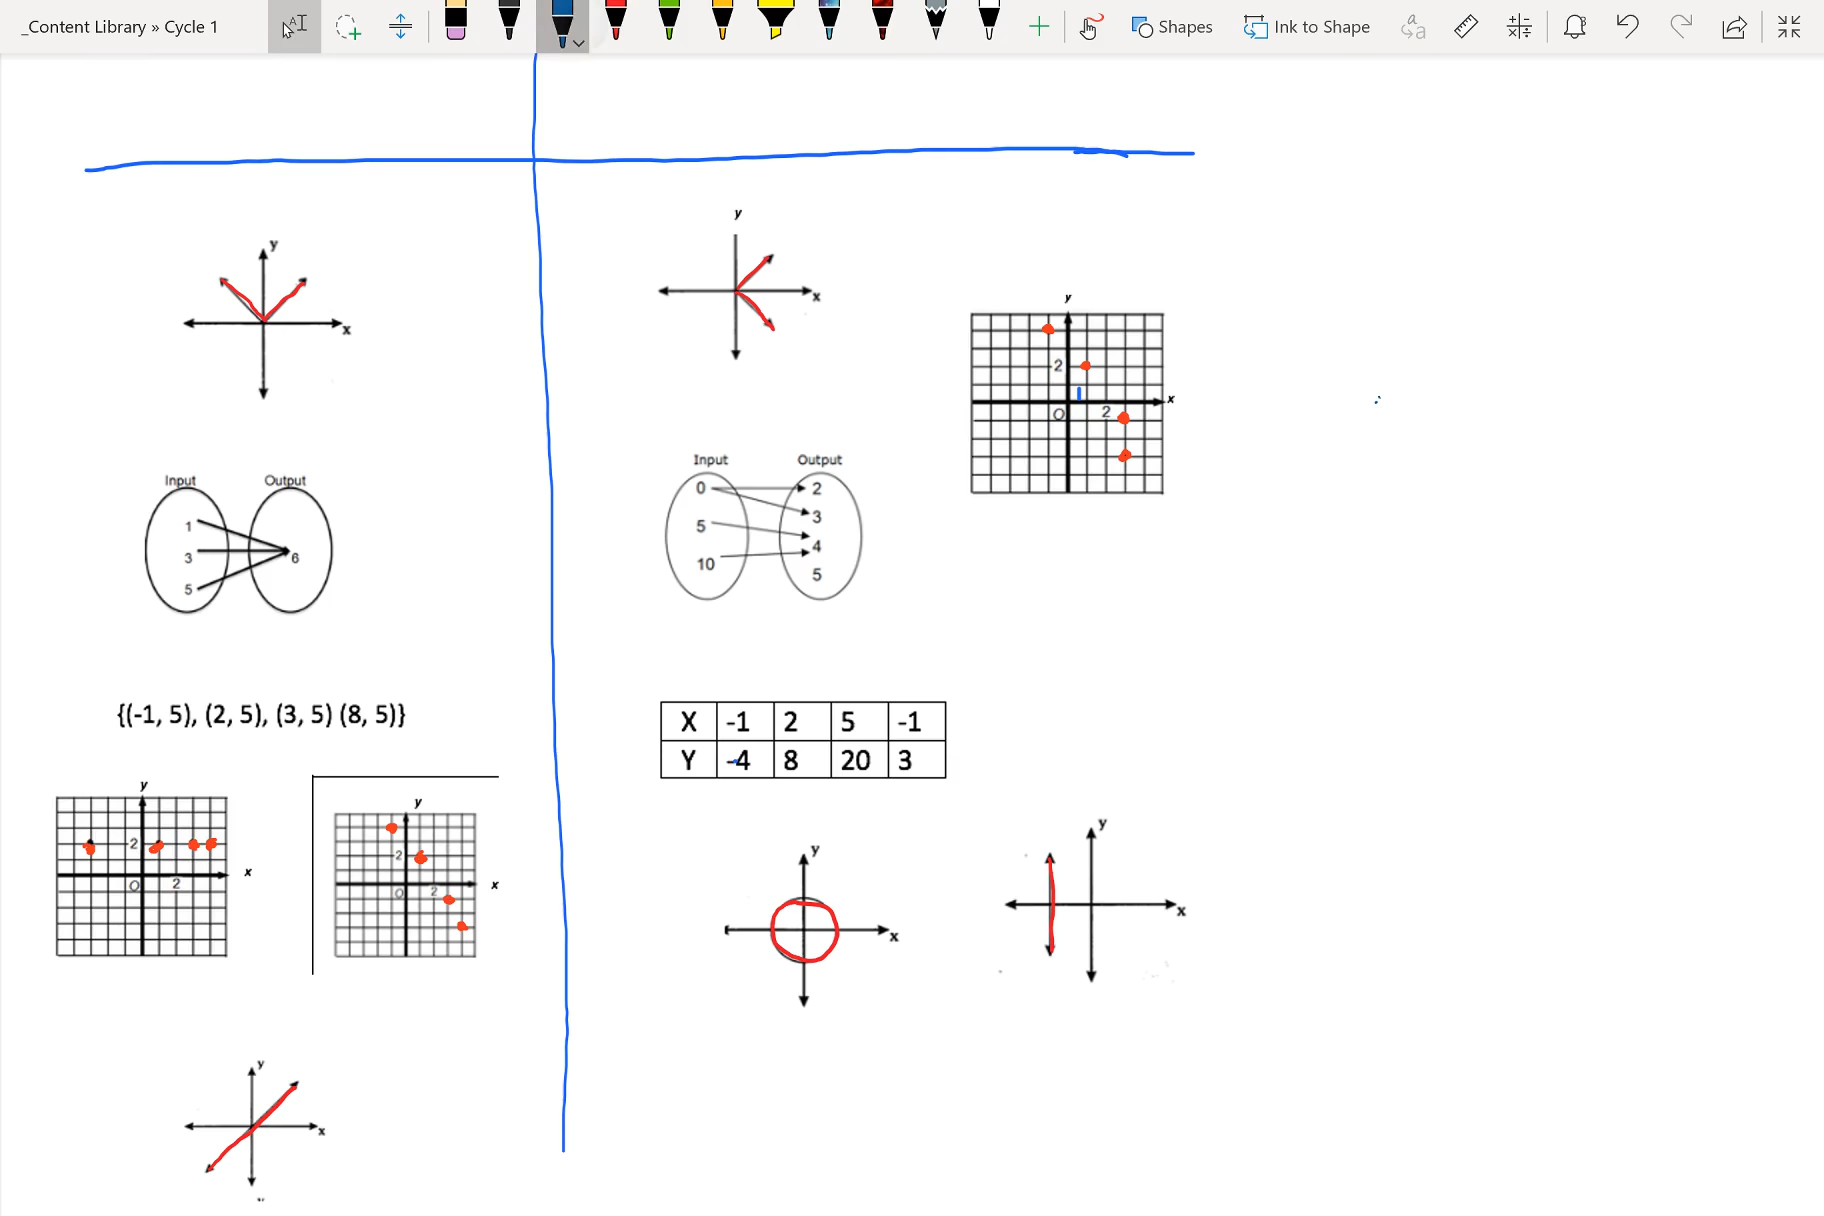 _Content Library » Cycle 1
Shapes
Ink to Shape
y
x
y
x
y
2
O
2
x
Input Output
1
3
5
6
Input Output
0
5
10
2
3
4
5
{(-1, 5), (2, 5), (3, 5) (8, 5)}
X -1 2 5 -1
Y -4 8 20 3
y
2
O
2
x
y
2
O
2
x
y
x
y
x
y
x